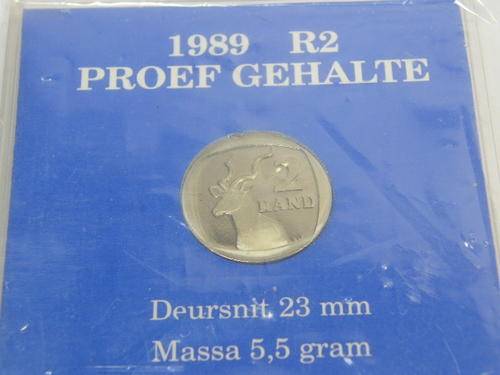 1989 R2
PROEF GEHALTE
2
RAND
Deursnit 23 mm
Massa 5,5 gram